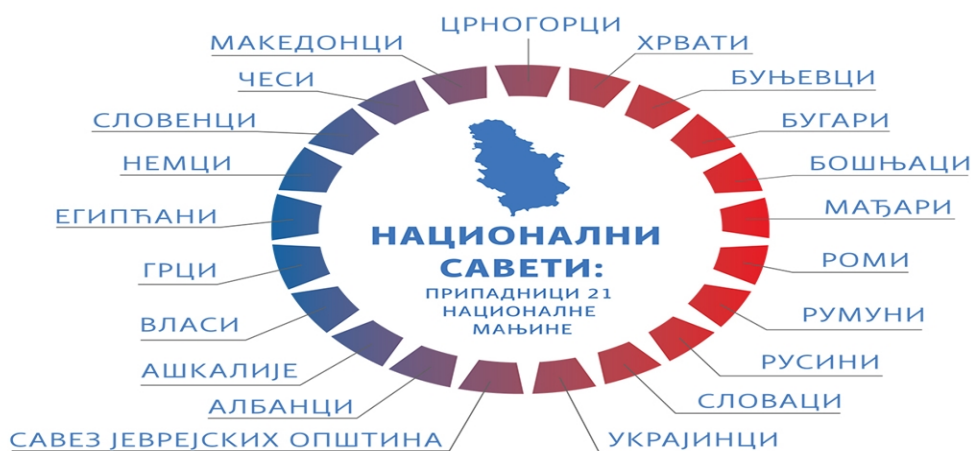 ЦРНОГОРЦИ
МАКЕДОНЦИ
ХРВАТИ
ЧЕСИ
БУЊЕВЦИ
СЛОВЕНЦИ
БУГАРИ
НЕМЦИ
БОШЊАЦИ
ЕГИПЋАНИ
МАЂАРИ
НАЦИОНАЛНИ
САВЕТИ:
ПРИПАДНИЦИ 21
НАЦИОНАЛНЕ
МАЊИНЕ
ГРЦИ
РОМИ
ВЛАСИ
РУМУНИ
АШКАЛИЈЕ
РУСИНИ
АЛБАНЦИ
СЛОВАЦИ
САВЕЗ ЈЕВРЕЈСКИХ ОПШТИНА
УКРАЈИНЦИ